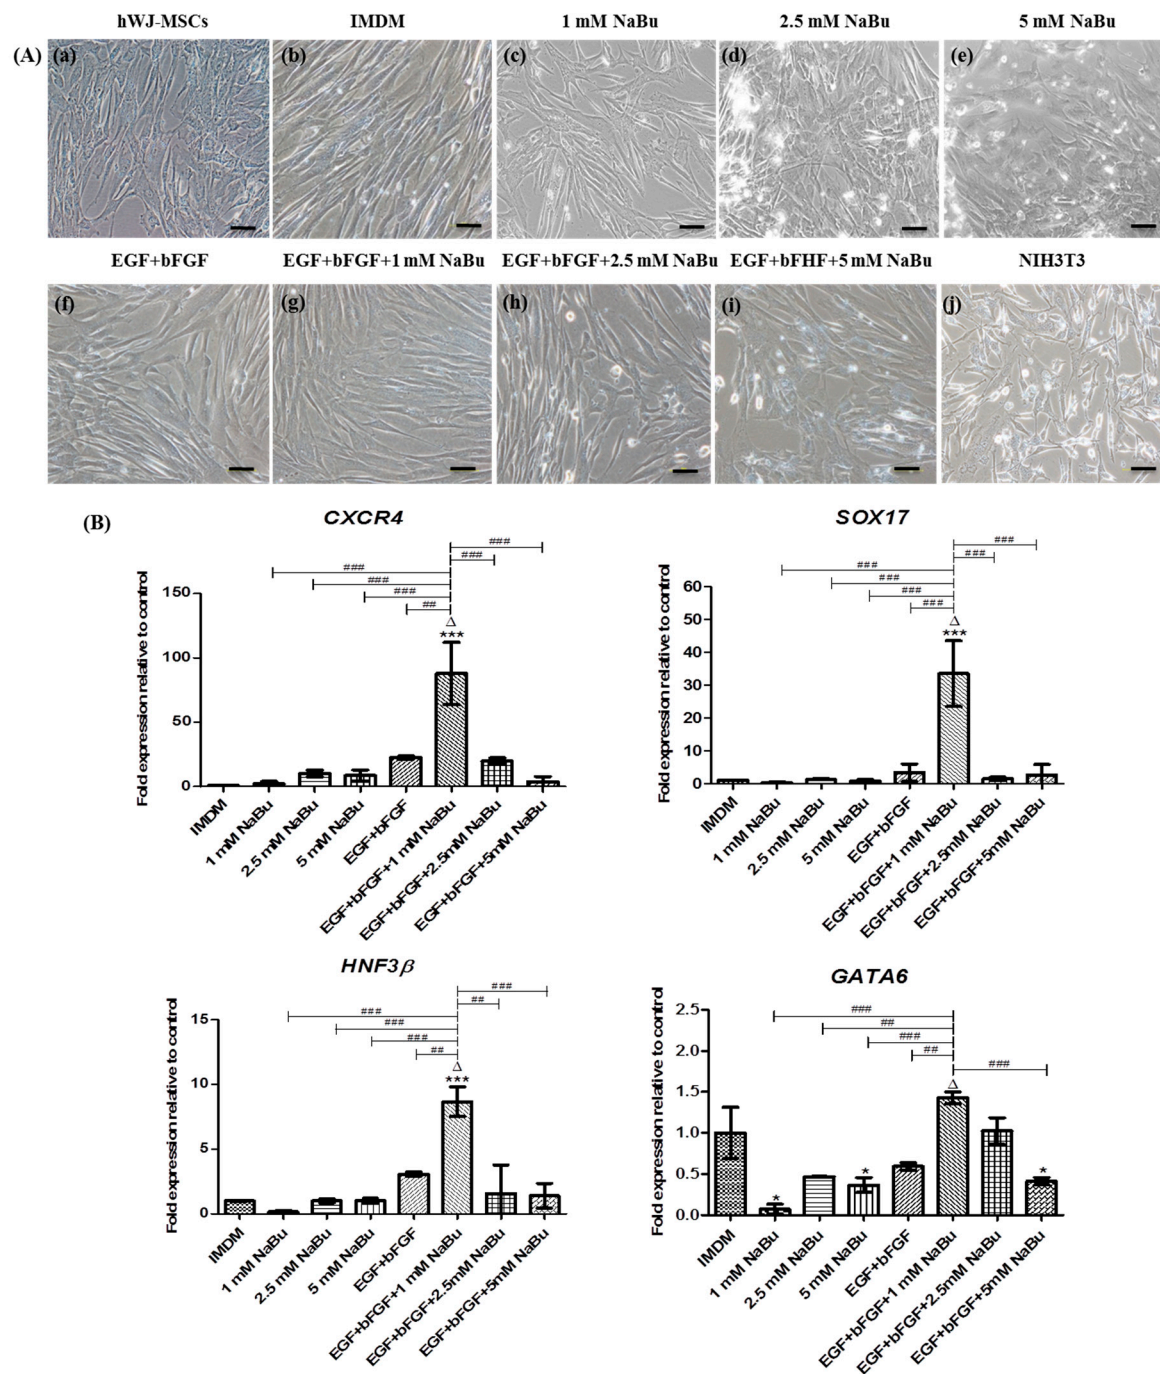 hWJ-MSCs IMDM 1 mM NaBu 2.5 mM NaBu 5 mM NaBu
(A) (a) (b) (c) (d) (e)
EGF+bFGF EGF+bFGF+1 mM NaBu EGF+bFGF+2.5 mM NaBu EGF+bFHF+5 mM NaBu NIH3T3
(f) (g) (h) (i) (j)
(B)
CXCR4
Fold expression relative to control
150
100
50
0
###
###
###
###
###
##
Δ
***
IMDM
1 mM NaBu
2.5 mM NaBu
5 mM NaBu
EGF+bFGF
EGF+bFGF+1 mM NaBu
EGF+bFGF+2.5mM NaBu
EGF+bFGF+5mM NaBu
SOX17
Fold expression relative to control
60
50
40
30
20
10
0
###
###
###
###
###
###
Δ
***
IMDM
1 mM NaBu
2.5 mM NaBu
5 mM NaBu
EGF+bFGF
EGF+bFGF+1 mM NaBu
EGF+bFGF+2.5mM NaBu
EGF+bFGF+5mM NaBu
HNF3β
Fold expression relative to control
15
10
5
0
###
##
###
###
###
##
Δ
***
IMDM
1 mM NaBu
2.5 mM NaBu
5 mM NaBu
EGF+bFGF
EGF+bFGF+1 mM NaBu
EGF+bFGF+2.5mM NaBu
EGF+bFGF+5mM NaBu
GATA6
Fold expression relative to control
2.5
2.0
1.5
1.0
0.5
0.0
###
##
###
##
###
Δ
*
*
*
IMDM
1 mM NaBu
2.5 mM NaBu
5 mM NaBu
EGF+bFGF
EGF+bFGF+1 mM NaBu
EGF+bFGF+2.5mM NaBu
EGF+bFGF+5mM NaBu